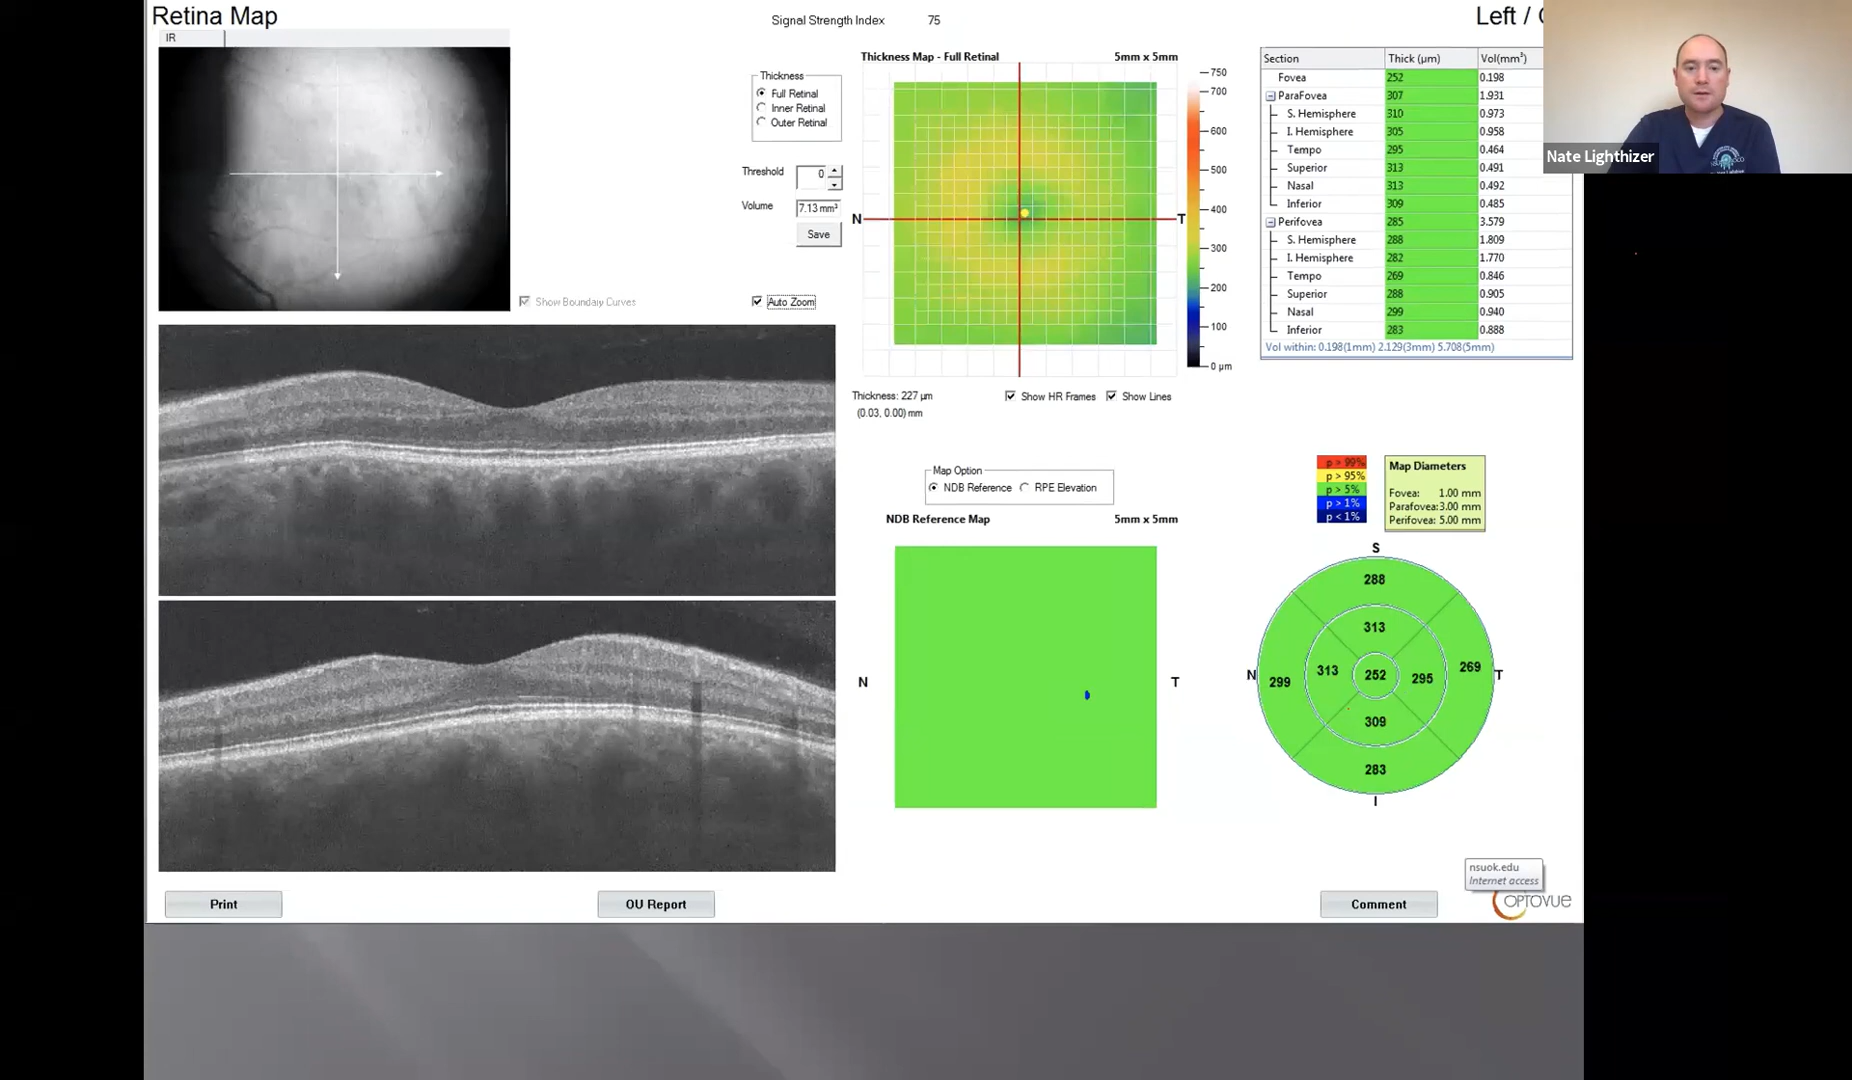 Retina Map
IR
Signal Strength Index 75
Left / O
Thickness
Full Retinal
Inner Retinal
Outer Retinal
Threshold 0
Volume 7.13 mm³
Save
Show Boundary Curves
Auto Zoom
Thickness Map - Full Retinal 5mm x 5mm
N
T
750
700
600
500
400
300
200
100
0 µm
Thickness: 227 µm
(0.03, 0.00) mm
Show HR Frames
Show Lines
Section Thick (µm) Vol(mm³)
Fovea 252 0.198
ParaFovea 307 1.931
S. Hemisphere 310 0.973
I. Hemisphere 305 0.958
Tempo 295 0.464
Superior 313 0.491
Nasal 313 0.492
Inferior 309 0.485
Perifovea 285 3.579
S. Hemisphere 288 1.809
I. Hemisphere 282 1.770
Tempo 269 0.846
Superior 288 0.905
Nasal 299 0.940
Inferior 283 0.888
Vol within: 0.198(1mm) 2.129(3mm) 5.708(5mm)
Nate Lighthizer
Map Option
NDB Reference
RPE Elevation
NDB Reference Map 5mm x 5mm
N
T
p > 99%
p > 95%
p > 5%
p > 1%
p < 1%
Map Diameters
Fovea: 1.00 mm
Parafovea:3.00 mm
Perifovea: 5.00 mm
S
288
313
N 299 313 252 295 269 T
309
283
I
nsuok.edu
Internet access
Print
OU Report
Comment
OPTOVUE